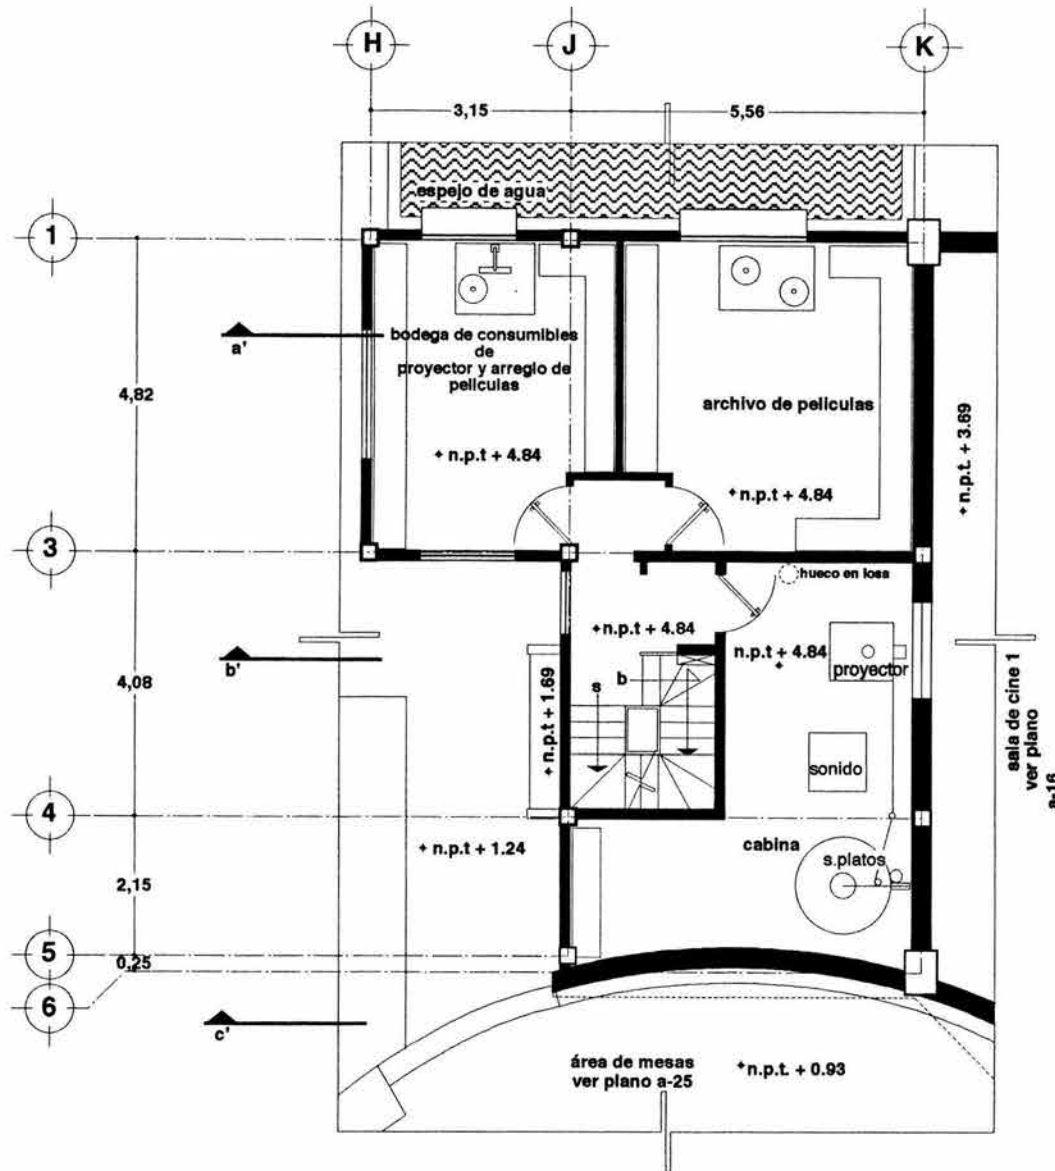 H
J
K
3,15
5,56
espejo de agua
1
a'
bodega de consumibles
de
proyector y arreglo de
peliculas
4,82
archivo de peliculas
+ n.p.t + 4.84
+ n.p.t + 4.84
+ n.p.t. + 3.69
3
hueco en losa
+ n.p.t + 4.84
n.p.t + 4.84
+
proyector
b'
s
b
4,08
+ n.p.t + 1.69
sala de cine 1
ver plano
a-16
sonido
4
+ n.p.t + 1.24
cabina
s.platos
2,15
5
0,25
6
c'
área de mesas
ver plano a-25
+n.p.t. + 0.93